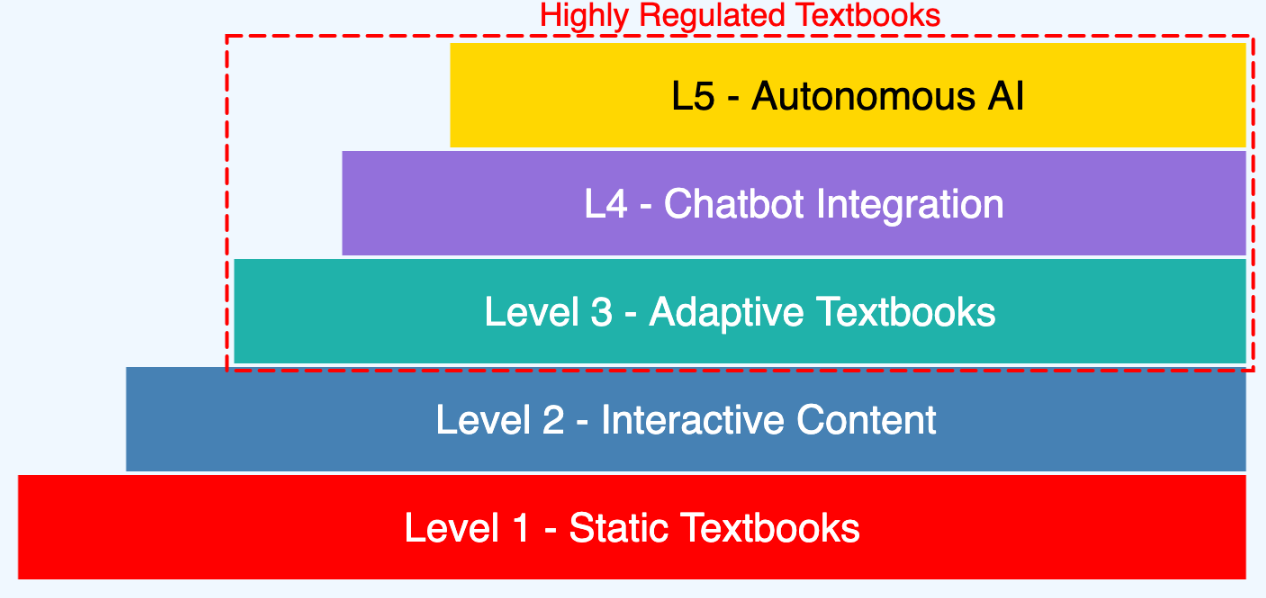 Highly Regulated Textbooks
L5 - Autonomous AI
L4 - Chatbot Integration
Level 3 - Adaptive Textbooks
Level 2 - Interactive Content
Level 1 - Static Textbooks